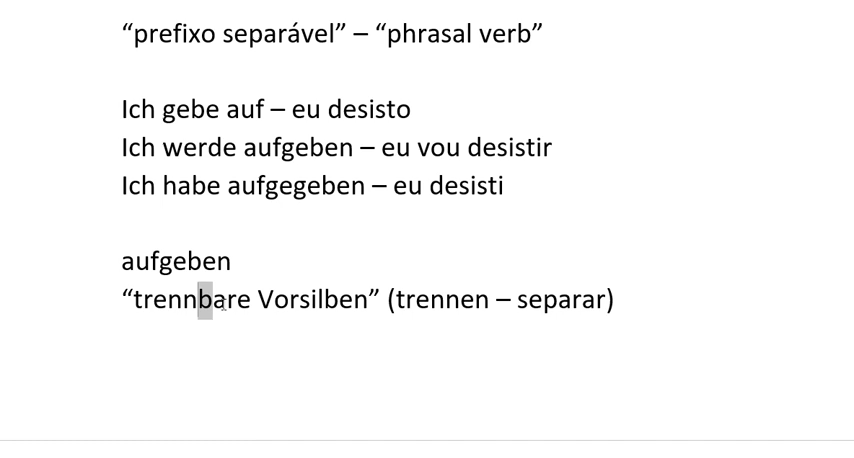 “prefixo separável” – “phrasal verb”
Ich gebe auf – eu desisto
Ich werde aufgeben – eu vou desistir
Ich habe aufgegeben – eu desisti
aufgeben
“trennbare Vorsilben” (trennen – separar)